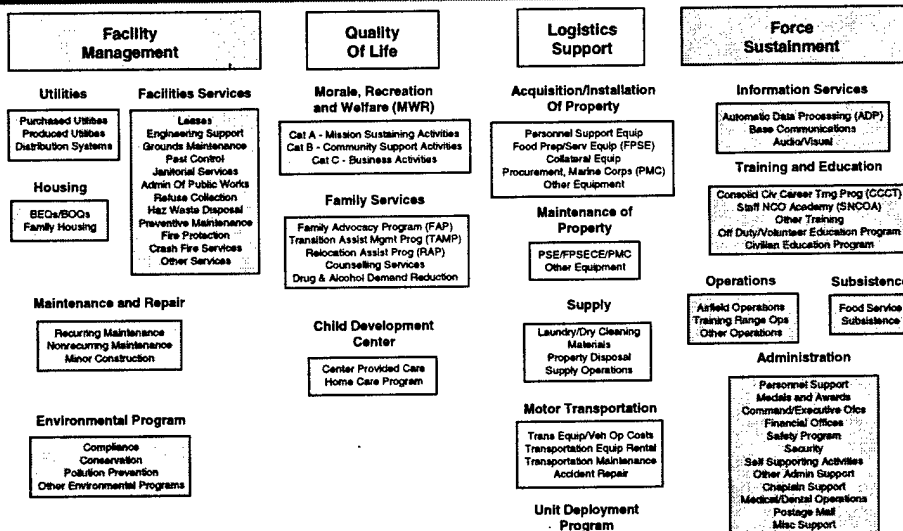 Facility
Management
Utilities
Purchased Utilities
Produced Utilities
Distribution Systems
Housing
BEQs/BOQs
Family Housing
Facilities Services
Leases
Engineering Support
Grounds Maintenance
Pest Control
Janitorial Services
Admin Of Public Works
Refuse Collection
Haz Waste Disposal
Preventive Maintenance
Fire Protection
Crash Fire Services
Other Services
Maintenance and Repair
Recurring Maintenance
Nonrecurring Maintenance
Minor Construction
Environmental Program
Compliance
Conservation
Pollution Prevention
Other Environmental Programs
Quality
Of Life
Morale, Recreation
and Welfare (MWR)
Cat A - Mission Sustaining Activities
Cat B - Community Support Activities
Cat C - Business Activities
Family Services
Family Advocacy Program (FAP)
Transition Assist Mgmt Prog (TAMP)
Relocation Assist Prog (RAP)
Counselling Services
Drug & Alcohol Demand Reduction
Child Development
Center
Center Provided Care
Home Care Program
Logistics
Support
Acquisition/Installation
Of Property
Personnel Support Equip
Food Prep/Serv Equip (FPSE)
Collateral Equip
Procurement, Marine Corps (PMC)
Other Equipment
Maintenance of
Property
PSE/FPSECE/PMC
Other Equipment
Supply
Laundry/Dry Cleaning
Materials
Property Disposal
Supply Operations
Motor Transportation
Trans Equip/Veh Op Costs
Transportation Equip Rental
Transportation Maintenance
Accident Repair
Unit Deployment
Program
Force
Sustainment
Information Services
Automatic Data Processing (ADP)
Base Communications
Audio/Visual
Training and Education
Consolid Civ Career Trng Prog (CCCT)
Staff NCO Academy (SNCOA)
Other Training
Off Duty/Volunteer Education Program
Civilian Education Program
Operations
Airfield Operations
Training Range Ops
Other Operations
Subsistence
Food Service
Subsistence
Administration
Personnel Support
Medals and Awards
Command/Executive Ofcs
Financial Offices
Safety Program
Security
Self Supporting Activities
Other Admin Support
Chaplain Support
Medical/Dental Operations
Postage Mail
Misc Support